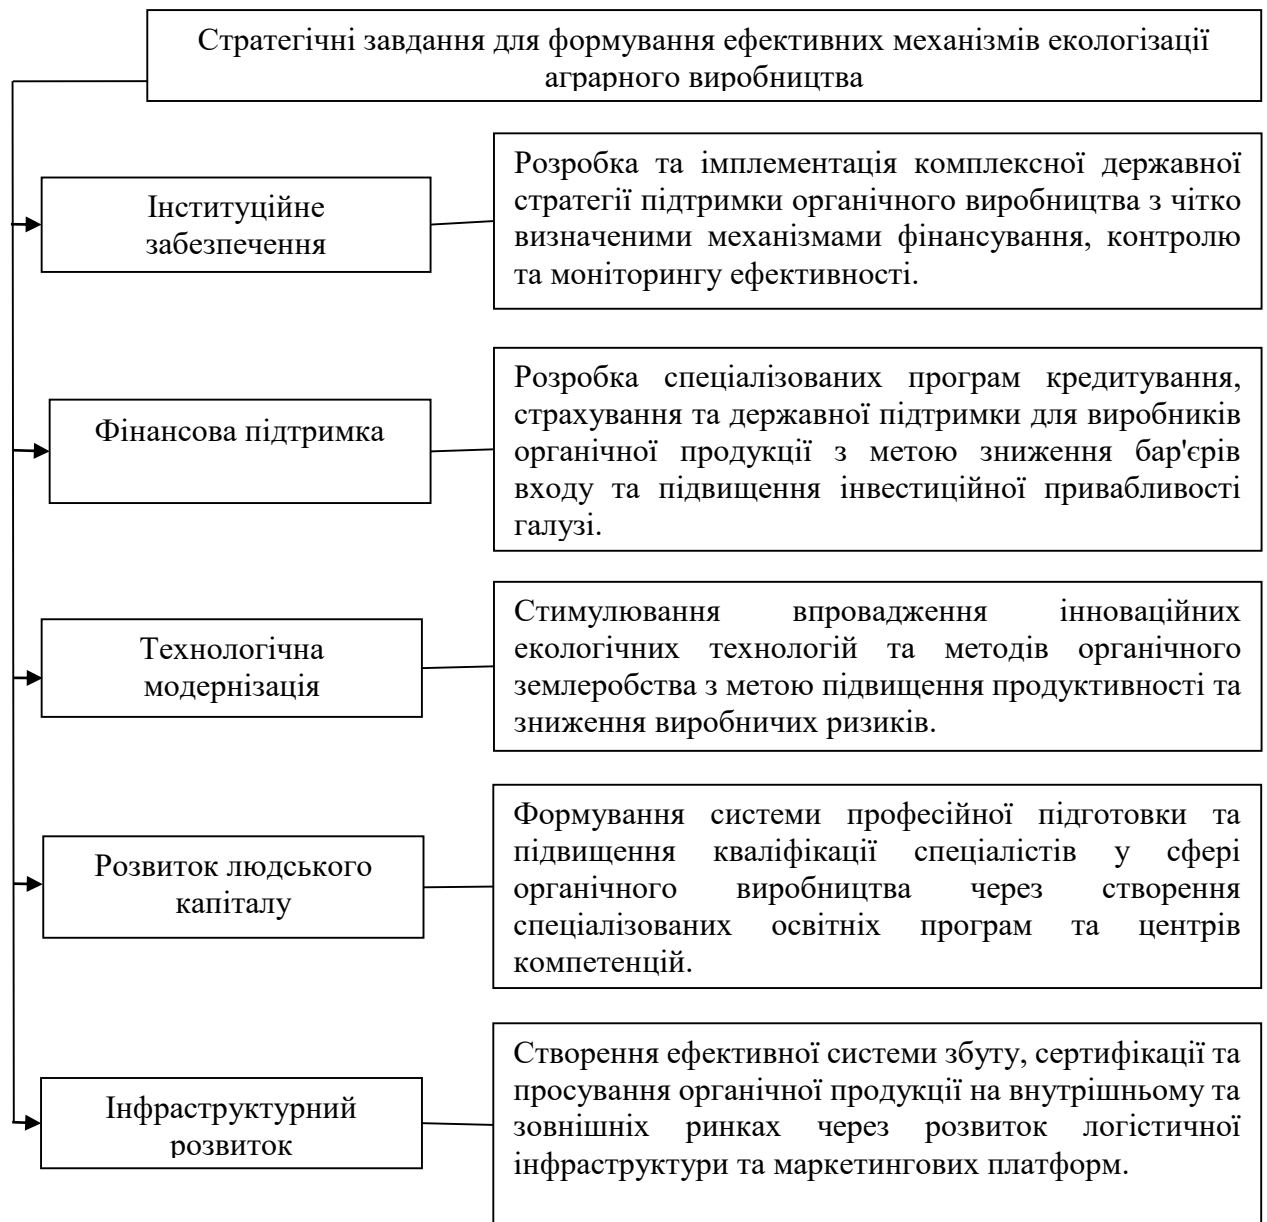 Стратегічні завдання для формування ефективних механізмів екологізації
аграрного виробництва
Інституційне
забезпечення
Розробка та імплементація комплексної державної
стратегії підтримки органічного виробництва з чітко
визначеними механізмами фінансування, контролю
та моніторингу ефективності.
Фінансова підтримка
Розробка спеціалізованих програм кредитування,
страхування та державної підтримки для виробників
органічної продукції з метою зниження бар'єрів
входу та підвищення інвестиційної привабливості
галузі.
Технологічна
модернізація
Стимулювання впровадження інноваційних
екологічних технологій та методів органічного
землеробства з метою підвищення продуктивності та
зниження виробничих ризиків.
Розвиток людського
капіталу
Формування системи професійної підготовки та
підвищення кваліфікації спеціалістів у сфері
органічного виробництва через створення
спеціалізованих освітніх програм та центрів
компетенцій.
Інфраструктурний
розвиток
Створення ефективної системи збуту, сертифікації та
просування органічної продукції на внутрішньому та
зовнішніх ринках через розвиток логістичної
інфраструктури та маркетингових платформ.